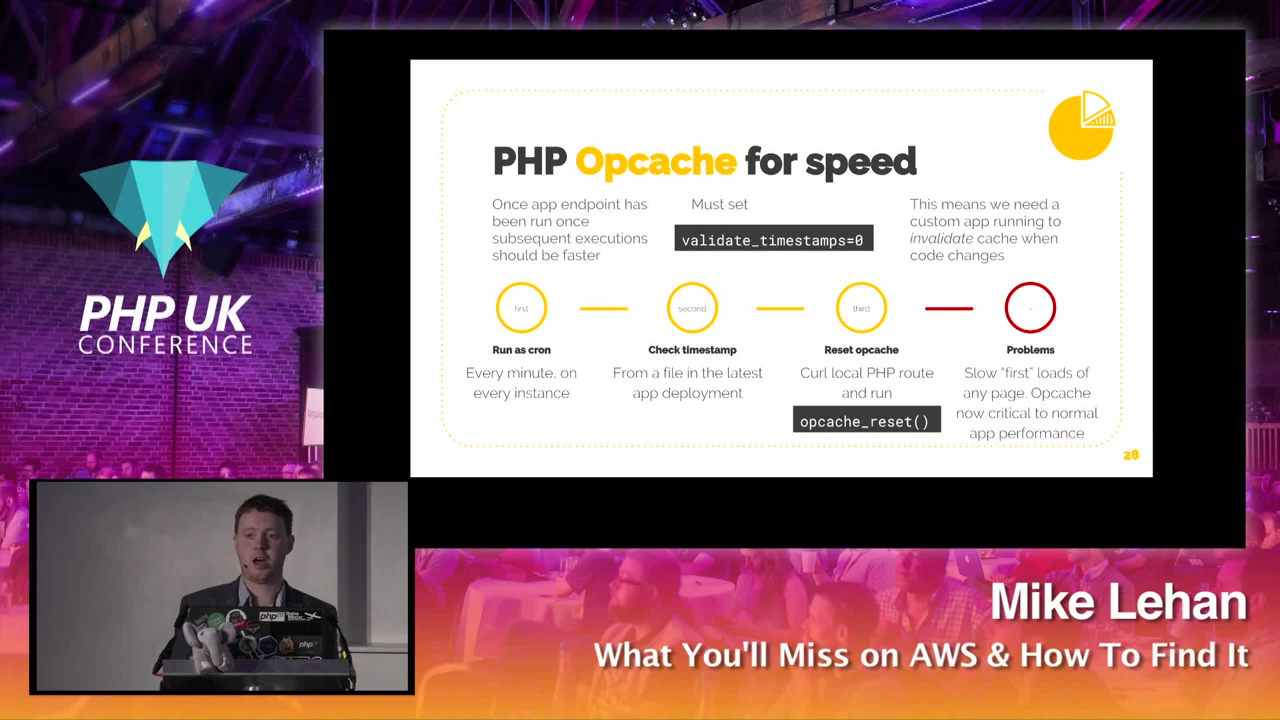 PHP UK
CONFERENCE
PHP Opcache for speed
Once app endpoint has
been run once
subsequent executions
should be faster
Must set
validate_timestamps=0
This means we need a
custom app running to
invalidate cache when
code changes
first
second
third
-
Run as cron
Every minute, on
every instance
Check timestamp
From a file in the latest
app deployment
Reset opcache
Curl local PHP route
and run
opcache_reset()
Problems
Slow “first” loads of
any page. Opcache
now critical to normal
app performance
28
php
php
Mike Lehan
What You'll Miss on AWS & How To Find It